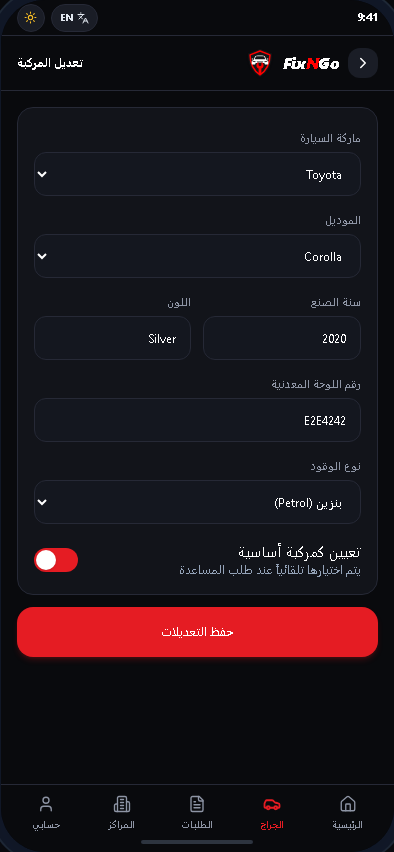 9:41
EN
FixNGo
تعديل المركبة
ماركة السيارة
Toyota
الموديل
Corolla
سنة الصنع
اللون
2020
Silver
رقم اللوحة المعدنية
E2E4242
نوع الوقود
بنزين (Petrol)
تعيين كمركبة أساسية
يتم اختيارها تلقائياً عند طلب المساعدة
حفظ التعديلات
الرئيسية
الجراج
الطلبات
المراكز
حسابي